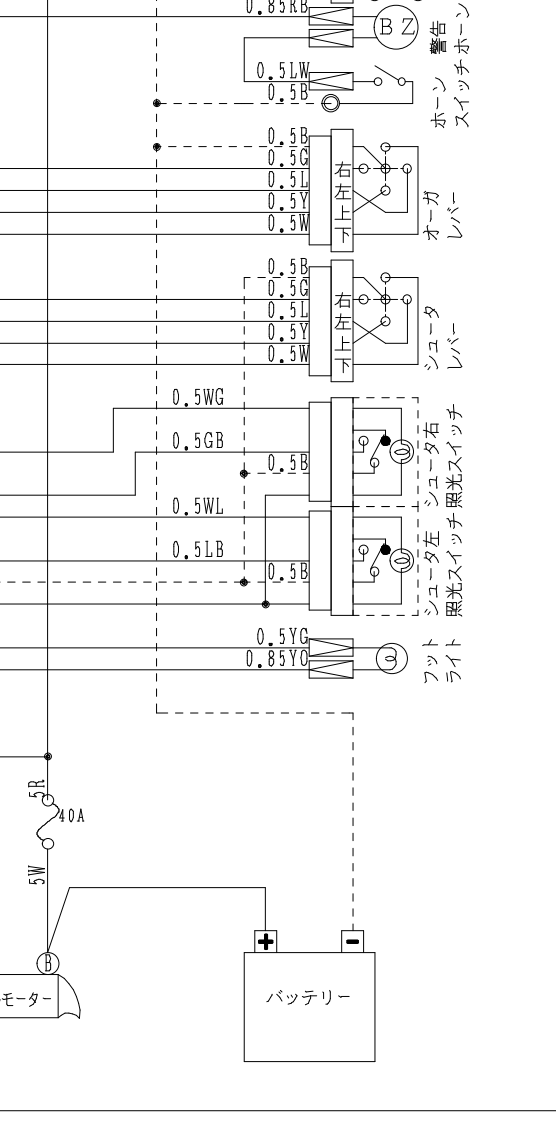 0.85RB
BZ
警告ホーン
0.5LW
0.5B
ホーンスイッチ
0.5B
0.5G
0.5L
0.5Y
0.5W
右
左
上
下
オーガ
レバー
0.5B
0.5G
0.5L
0.5Y
0.5W
右
左
上
下
シュータ
レバー
0.5WG
0.5GB
0.5B
シュータ右
照光スイッチ
0.5WL
0.5LB
0.5B
シュータ左
照光スイッチ
0.5YG
0.85YO
フット
ライト
5R
40A
5W
B
モーター
+
-
バッテリー